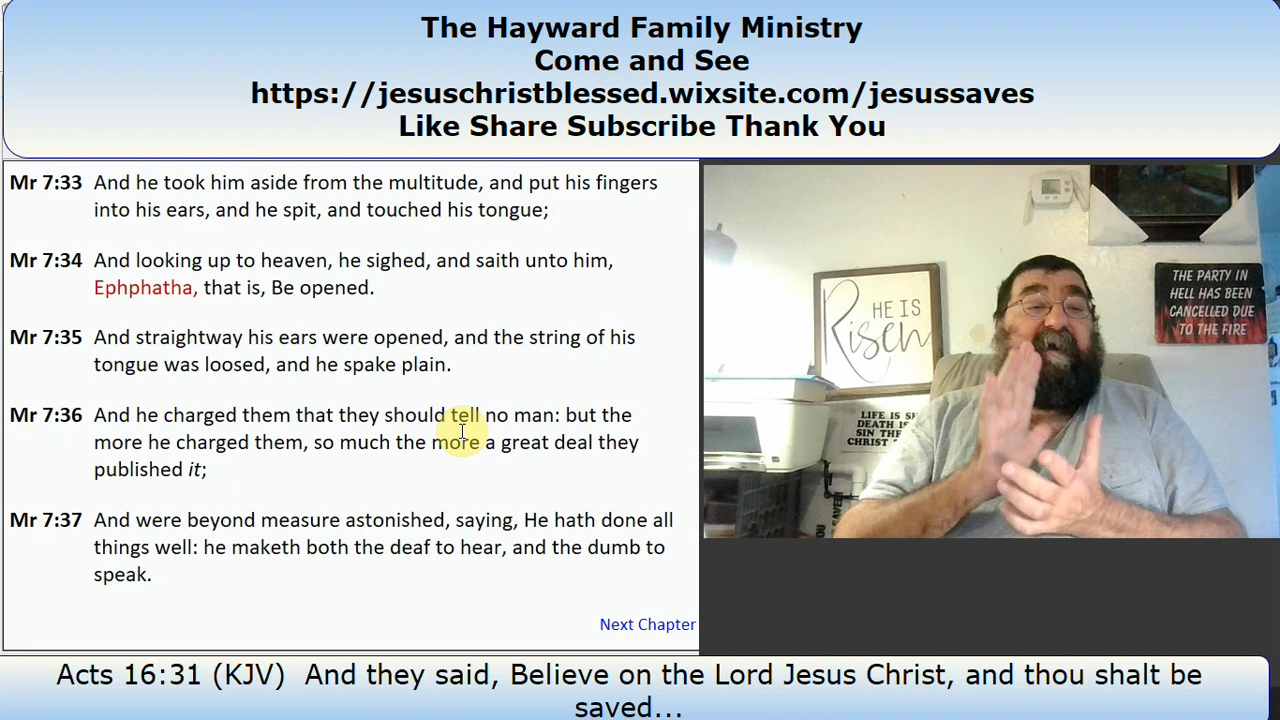 The Hayward Family Ministry
Come and See
https://jesuschristblessed.wixsite.com/jesussaves
Like Share Subscribe Thank You
Mr 7:33 And he took him aside from the multitude, and put his fingers
into his ears, and he spit, and touched his tongue;
Mr 7:34 And looking up to heaven, he sighed, and saith unto him,
Ephphatha, that is, Be opened.
Mr 7:35 And straightway his ears were opened, and the string of his
tongue was loosed, and he spake plain.
Mr 7:36 And he charged them that they should tell no man: but the
more he charged them, so much the more a great deal they
published it;
Mr 7:37 And were beyond measure astonished, saying, He hath done all
things well: he maketh both the deaf to hear, and the dumb to
speak.
Next Chapter
HE IS
Risen
THE PARTY IN
HELL HAS BEEN
CANCELLED DUE
TO THE FIRE
LIFE IS
DEATH IS
SIN THE
CHRIST
Acts 16:31 (KJV) And they said, Believe on the Lord Jesus Christ, and thou shalt be
saved...